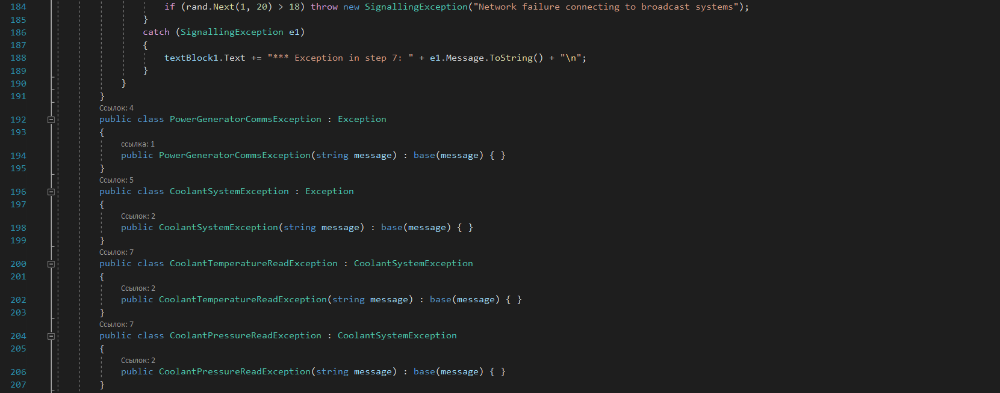 184 if (rand.Next(1, 20) > 18) throw new SignallingException("Network failure connecting to broadcast systems");
185 }
186 catch (SignallingException e1)
187 {
188 textBlock1.Text += "*** Exception in step 7: " + e1.Message.ToString() + "\n";
189 }
190 }
191 }
Ссылок: 4
192 public class PowerGeneratorCommsException : Exception
193 {
ссылка: 1
194 public PowerGeneratorCommsException(string message) : base(message) { }
195 }
Ссылок: 5
196 public class CoolantSystemException : Exception
197 {
Ссылок: 2
198 public CoolantSystemException(string message) : base(message) { }
199 }
Ссылок: 7
200 public class CoolantTemperatureReadException : CoolantSystemException
201 {
Ссылок: 2
202 public CoolantTemperatureReadException(string message) : base(message) { }
203 }
Ссылок: 7
204 public class CoolantPressureReadException : CoolantSystemException
205 {
Ссылок: 2
206 public CoolantPressureReadException(string message) : base(message) { }
207 }